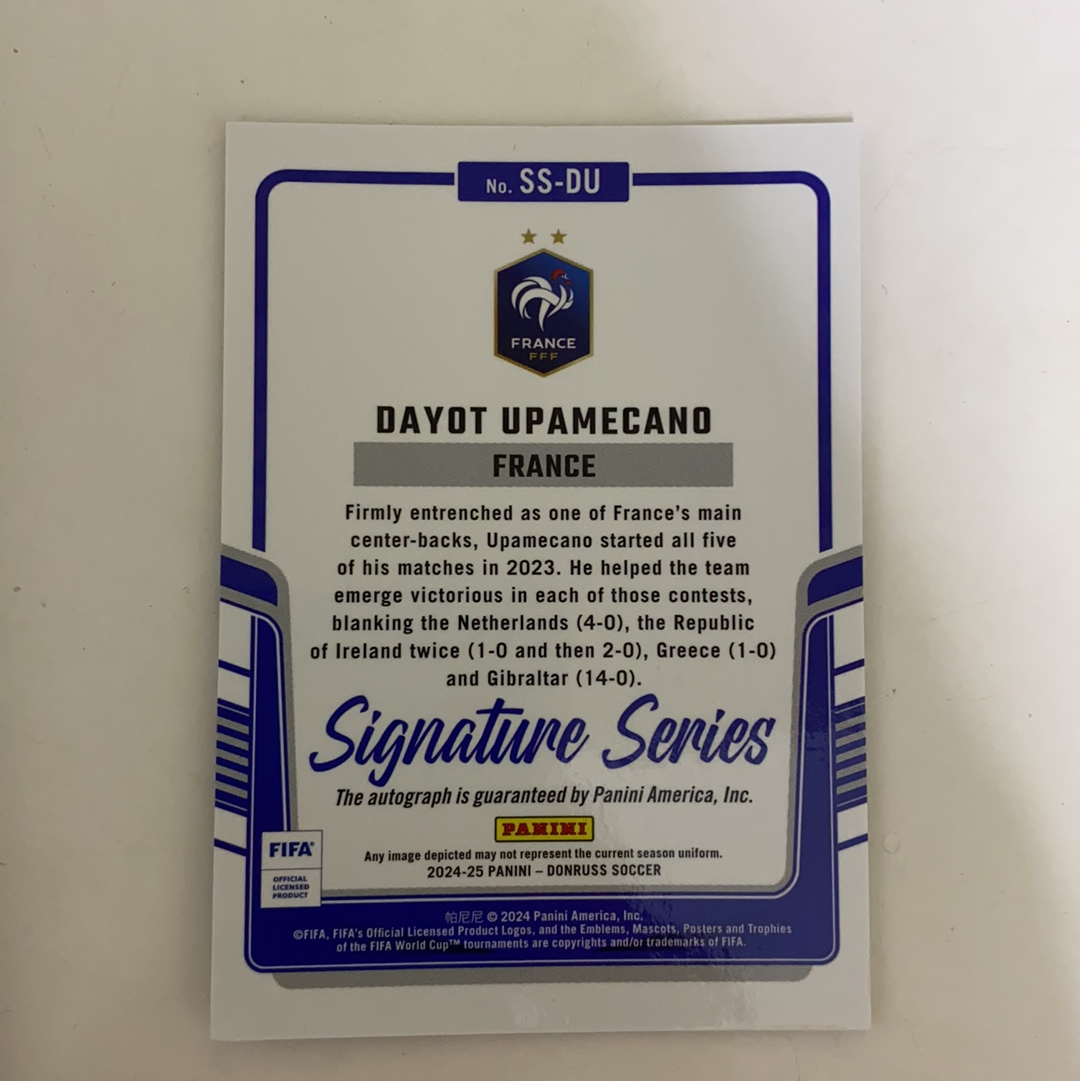 No. SS-DU
FRANCE
FFF
DAYOT UPAMECANO
FRANCE
Firmly entrenched as one of France's main
center-backs, Upamecano started all five
of his matches in 2023. He helped the team
emerge victorious in each of those contests,
blanking the Netherlands (4-0), the Republic
of Ireland twice (1-0 and then 2-0), Greece (1-0)
and Gibraltar (14-0).
Signature Series
The autograph is guaranteed by Panini America, Inc.
PANINI
FIFA®
OFFICIAL
LICENSED
PRODUCT
Any image depicted may not represent the current season uniform.
2024-25 PANINI – DONRUSS SOCCER
帕尼尼 © 2024 Panini America, Inc.
©FIFA, FIFA's Official Licensed Product Logos, and the Emblems, Mascots, Posters and Trophies
of the FIFA World Cup™ tournaments are copyrights and/or trademarks of FIFA.